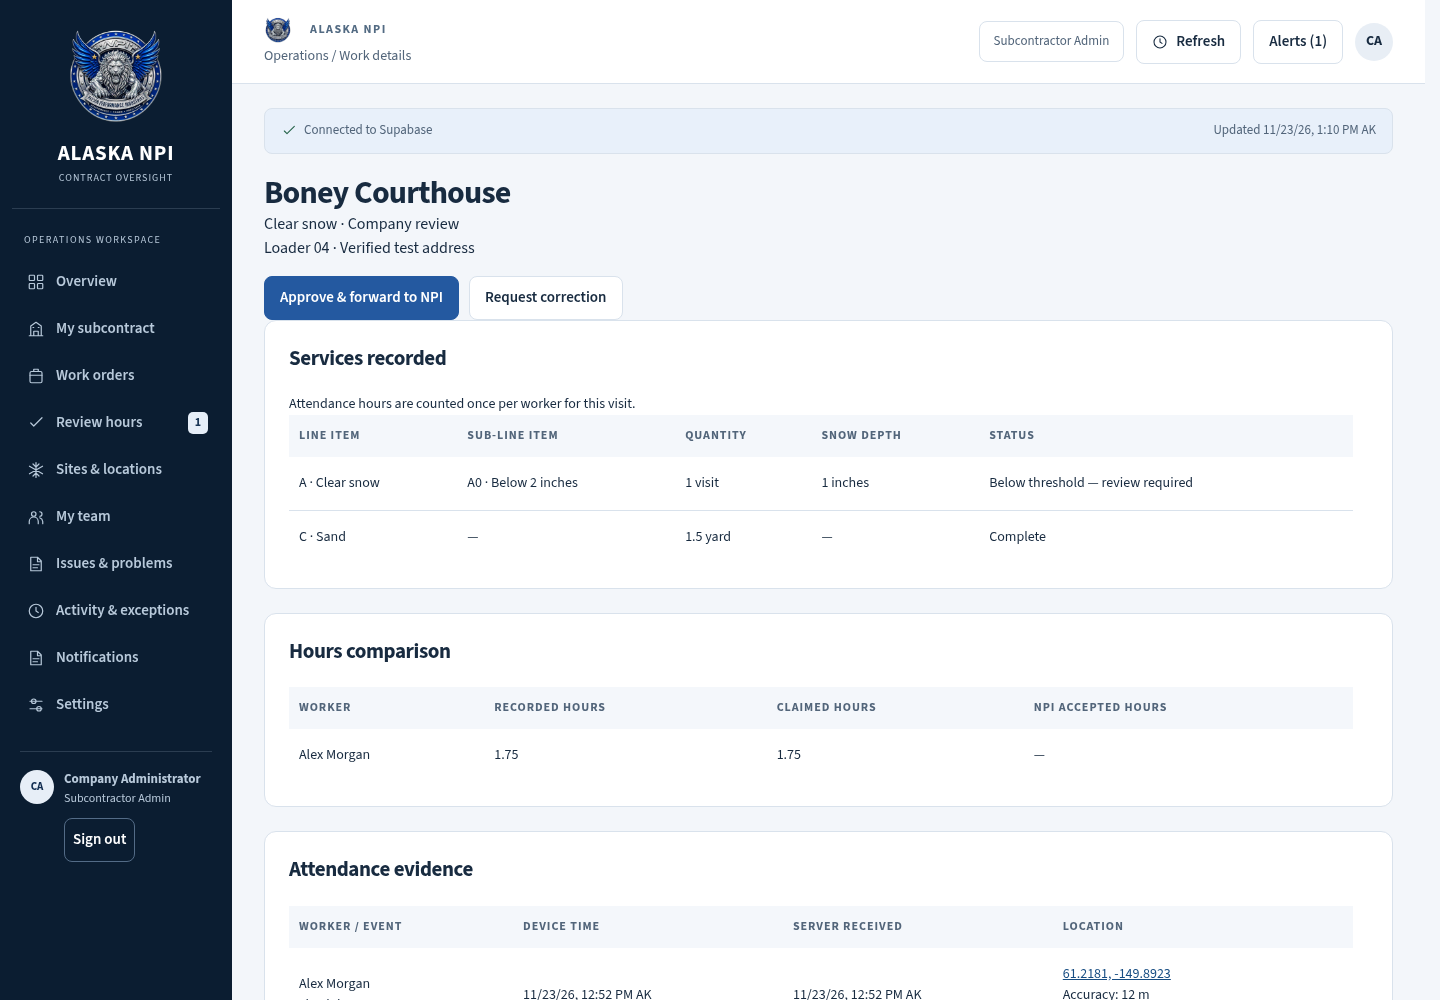 ALASKA NPI
CONTRACT OVERSIGHT
OPERATIONS WORKSPACE
Overview
My subcontract
Work orders
Review hours 1
Sites & locations
My team
Issues & problems
Activity & exceptions
Notifications
Settings
CA Company Administrator
Subcontractor Admin
Sign out
ALASKA NPI
Operations / Work details
Subcontractor Admin
Refresh
Alerts (1)
CA
Connected to Supabase
Updated 11/23/26, 1:10 PM AK
Boney Courthouse
Clear snow · Company review
Loader 04 · Verified test address
Approve & forward to NPI
Request correction
Services recorded
Attendance hours are counted once per worker for this visit.
LINE ITEM SUB-LINE ITEM QUANTITY SNOW DEPTH STATUS
A · Clear snow A0 · Below 2 inches 1 visit 1 inches Below threshold — review required
C · Sand — 1.5 yard — Complete
Hours comparison
WORKER RECORDED HOURS CLAIMED HOURS NPI ACCEPTED HOURS
Alex Morgan 1.75 1.75 —
Attendance evidence
WORKER / EVENT DEVICE TIME SERVER RECEIVED LOCATION
Alex Morgan
11/23/26, 12:52 PM AK 11/23/26, 12:52 PM AK
61.2181, -149.8923
Accuracy: 12 m